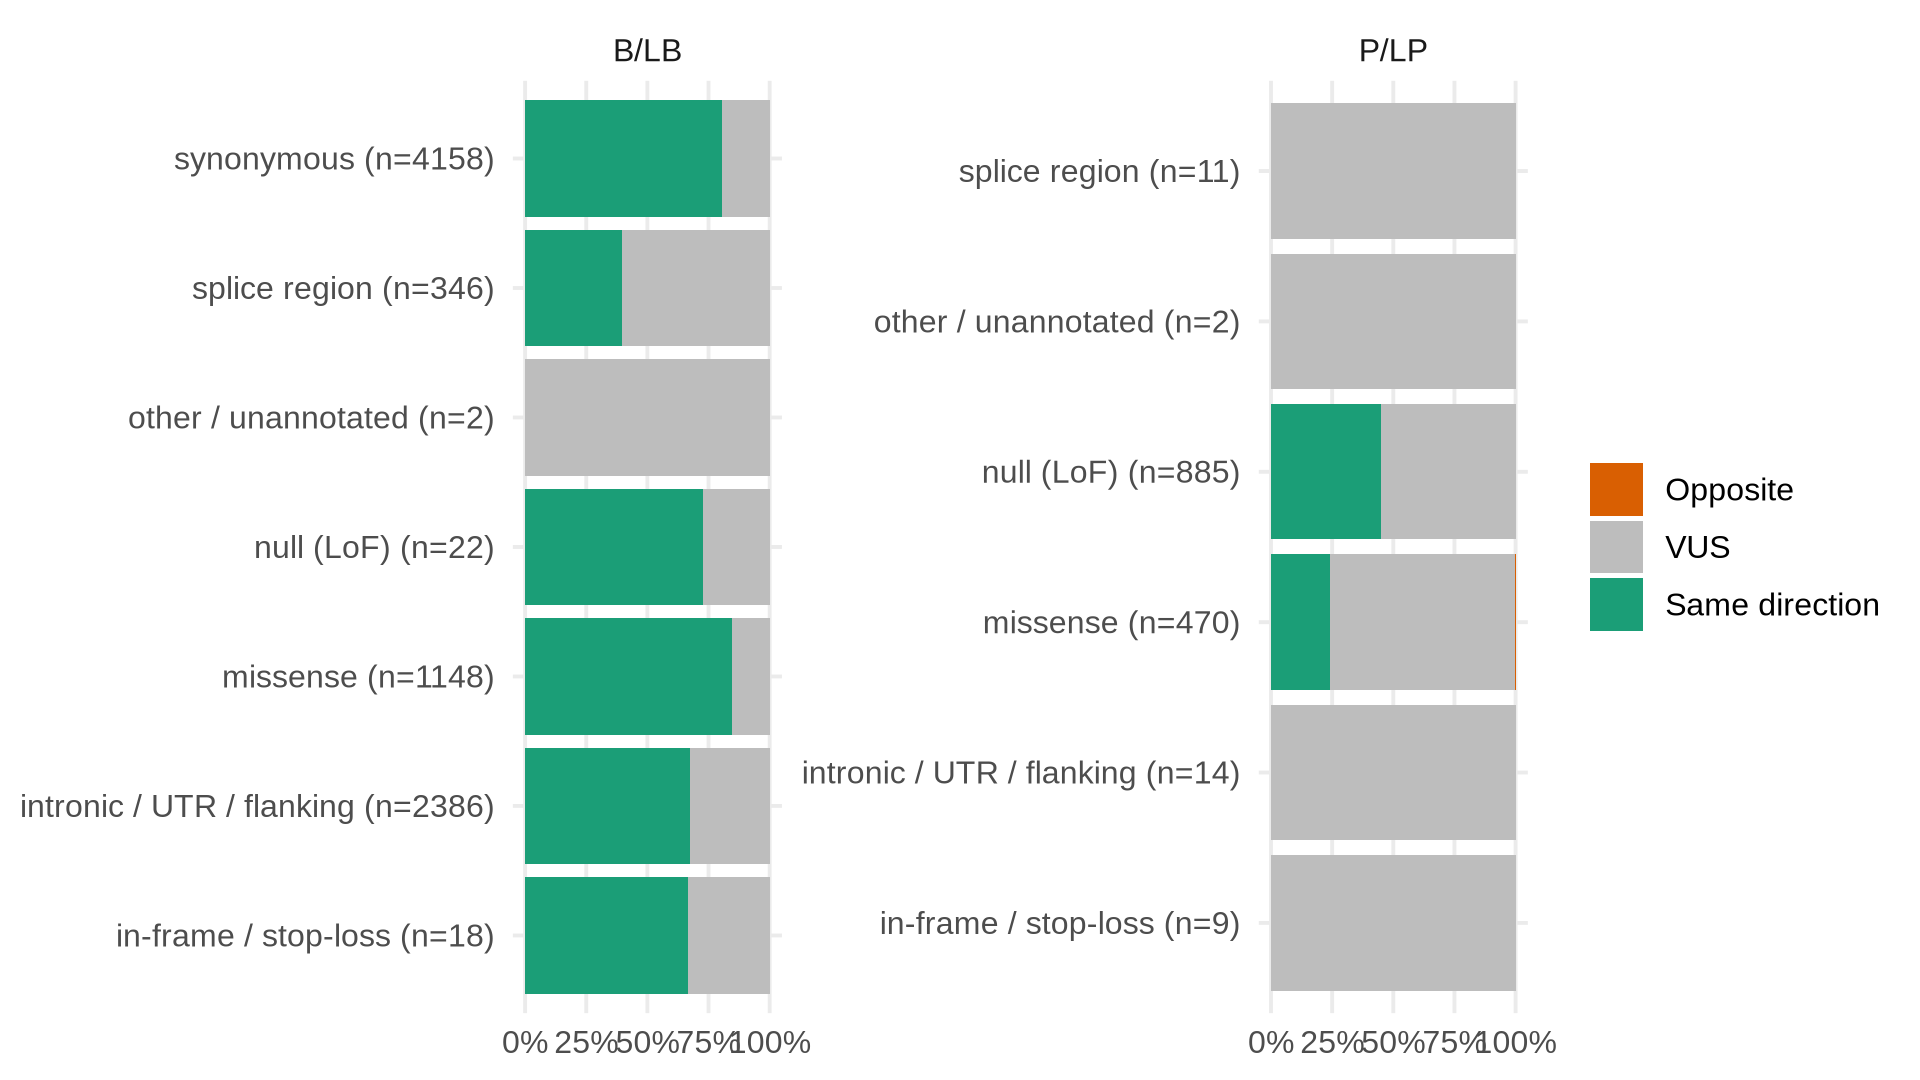 B/LB
synonymous (n=4158)
splice region (n=346)
other / unannotated (n=2)
null (LoF) (n=22)
missense (n=1148)
intronic / UTR / flanking (n=2386)
in-frame / stop-loss (n=18)
0% 25% 50% 75% 100%
P/LP
splice region (n=11)
other / unannotated (n=2)
null (LoF) (n=885)
missense (n=470)
intronic / UTR / flanking (n=14)
in-frame / stop-loss (n=9)
0% 25% 50% 75% 100%
Opposite
VUS
Same direction